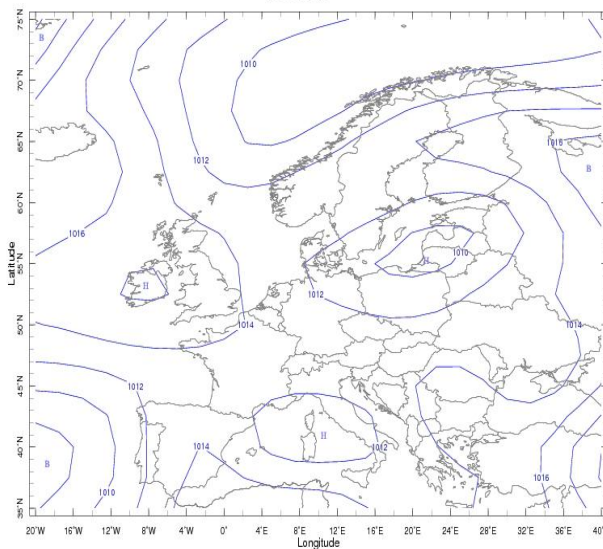 75°N
70°N
65°N
60°N
55°N
50°N
45°N
40°N
35°N
Latitude
B
1010
1012
1016
1016
B
H
1010
H
1012
1014
1014
1012
1014
H
1012
B
1010
1016
20°W
16°W
12°W
8°W
4°W
0°
4°E
8°E
12°E
16°E
20°E
24°E
28°E
32°E
36°E
40°E
Longitude